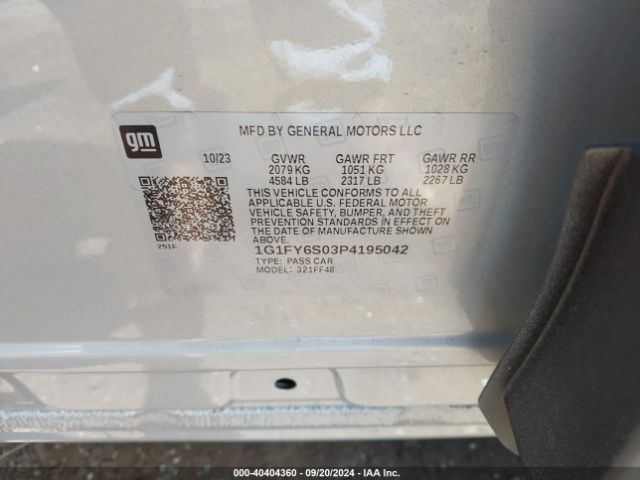 gm
MFD BY GENERAL MOTORS LLC
10/23 GVWR GAWR FRT GAWR RR
2079 KG 1051 KG 1028 KG
4584 LB 2317 LB 2267 LB
THIS VEHICLE CONFORMS TO ALL
APPLICABLE U.S. FEDERAL MOTOR
VEHICLE SAFETY, BUMPER, AND THEFT
PREVENTION STANDARDS IN EFFECT ON
THE DATE OF MANUFACTURE SHOWN
ABOVE.
251F
1G1FY6S03P4195042
TYPE: PASS CAR
MODEL: 321FF48
000-40404360 - 09/20/2024 - IAA Inc.